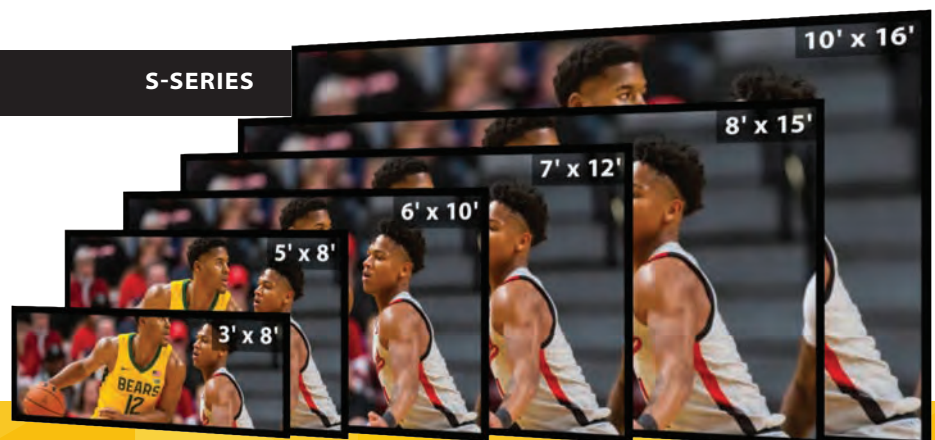 S-SERIES
10' x 16'
8' x 15'
7' x 12'
6' x 10'
5' x 8'
3' x 8'
BEARS
12